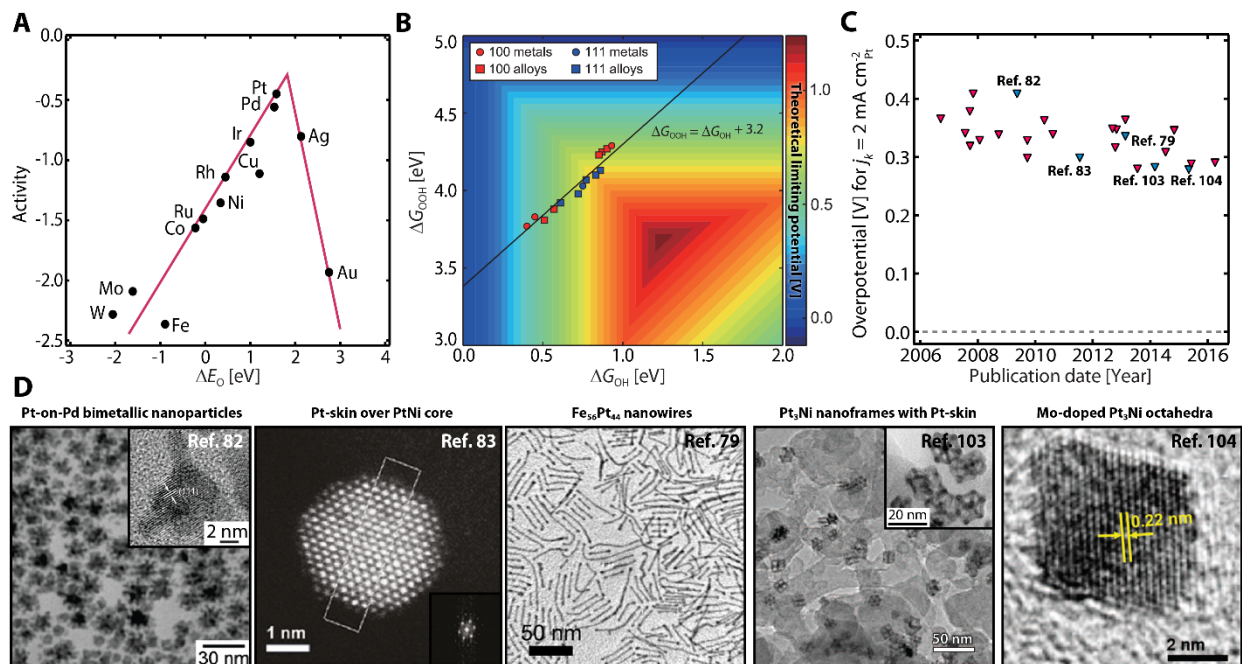 A
Activity
0.0
-0.5
-1.0
-1.5
-2.0
-2.5
-3
-2
-1
0
1
2
3
4
ΔE_O [eV]
Pt
Pd
Ir
Cu
Ag
Rh
Ni
Ru
Co
Mo
W
Fe
Au
B
100 metals
111 metals
100 alloys
111 alloys
ΔG_OOH = ΔG_OH + 3.2
ΔG_OOH [eV]
5.0
4.5
4.0
3.5
3.0
0.0
0.5
1.0
1.5
2.0
ΔG_OH [eV]
Theoretical limiting potential [V]
1.0
0.5
0.0
C
Overpotential [V] for j_k = 2 mA cm⁻²_Pt
0.5
0.4
0.3
0.2
0.1
0.0
Ref. 82
Ref. 79
Ref. 83
Ref. 103
Ref. 104
2006
2008
2010
2012
2014
2016
Publication date [Year]
D
Pt-on-Pd bimetallic nanoparticles
Ref. 82
2 nm
30 nm
Pt-skin over PtNi core
Ref. 83
1 nm
Fe₅₆Pt₄₄ nanowires
Ref. 79
50 nm
Pt₃Ni nanoframes with Pt-skin
Ref. 103
20 nm
50 nm
Mo-doped Pt₃Ni octahedra
Ref. 104
0.22 nm
2 nm